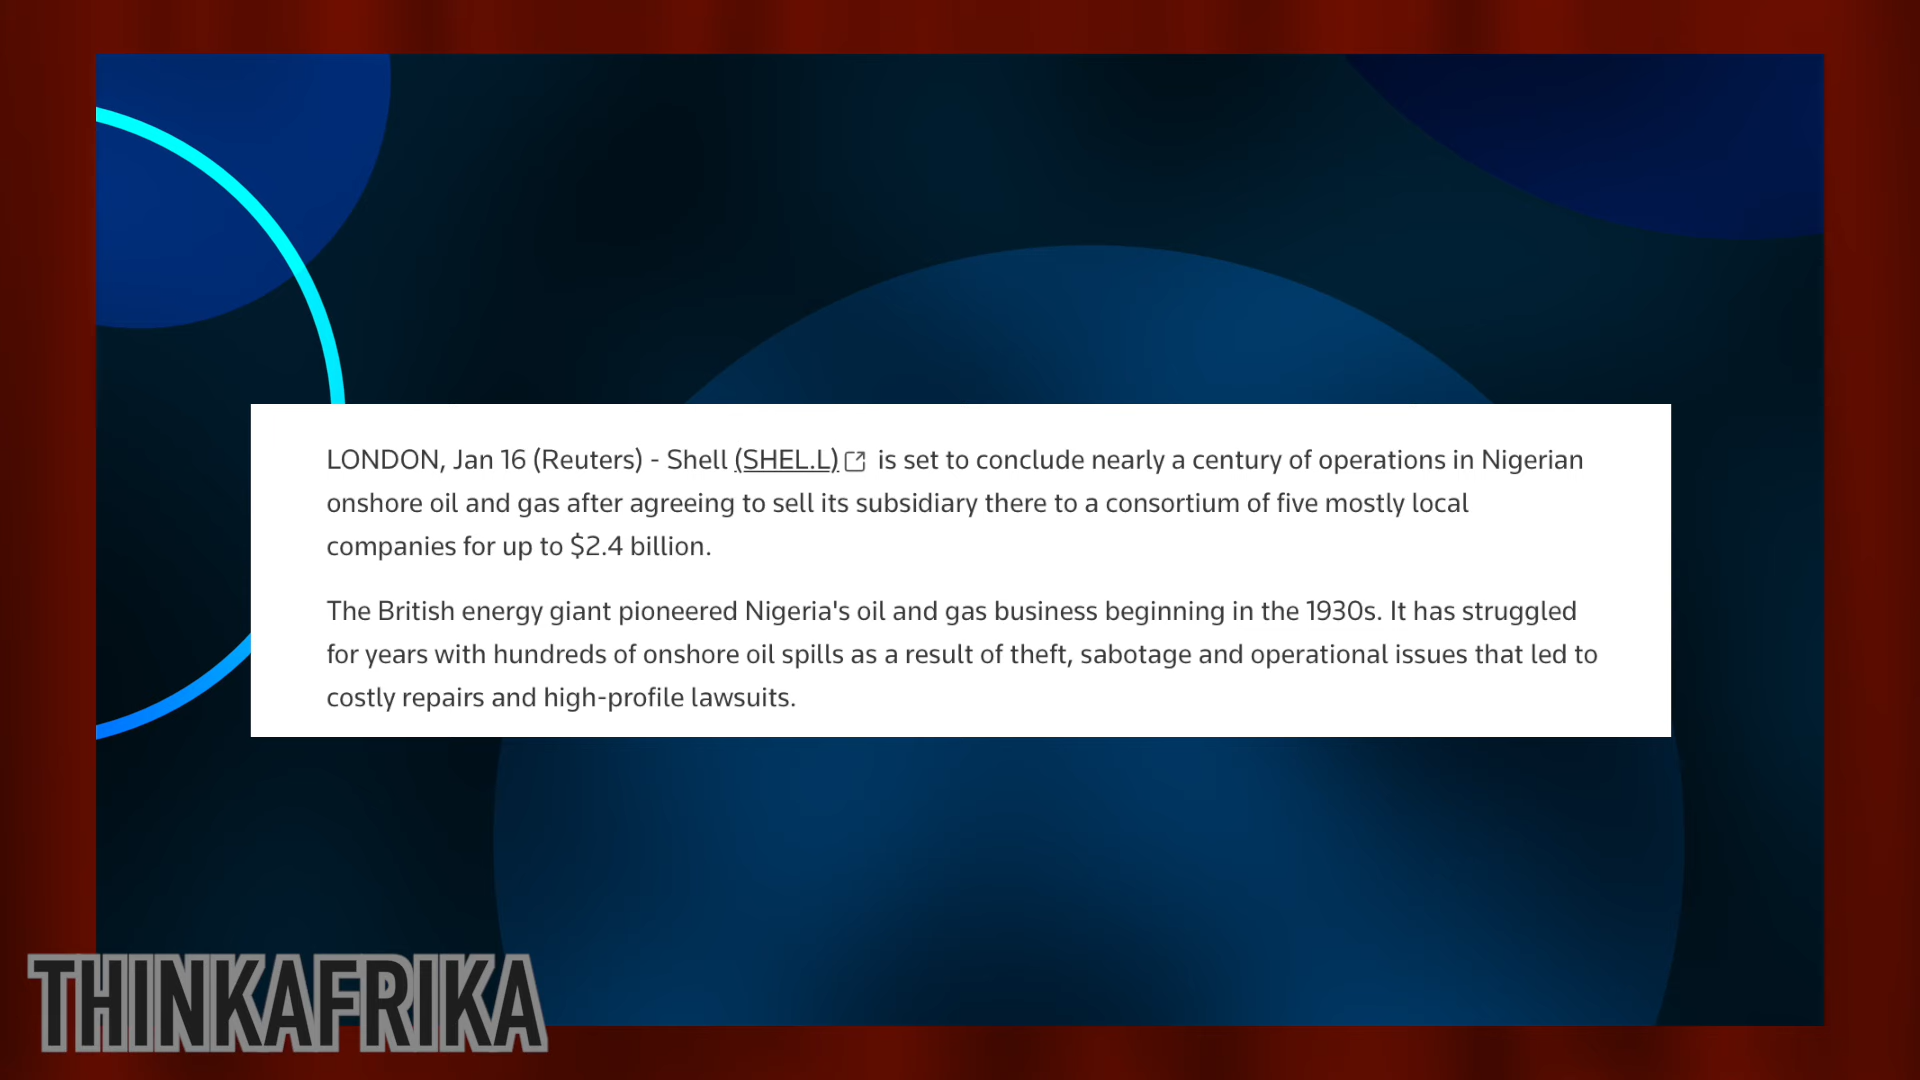 LONDON, Jan 16 (Reuters) - Shell (SHEL.L) is set to conclude nearly a century of operations in Nigerian
onshore oil and gas after agreeing to sell its subsidiary there to a consortium of five mostly local
companies for up to $2.4 billion.
The British energy giant pioneered Nigeria's oil and gas business beginning in the 1930s. It has struggled
for years with hundreds of onshore oil spills as a result of theft, sabotage and operational issues that led to
costly repairs and high-profile lawsuits.
THINKAFRIKA